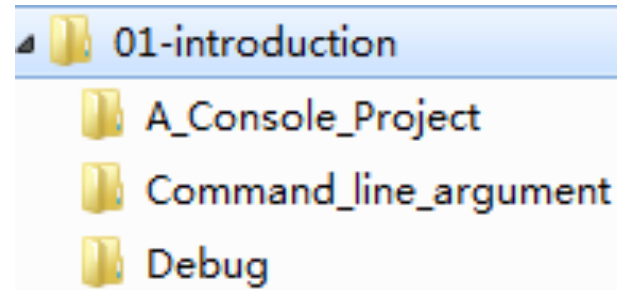 01-introduction
A_Console_Project
Command_line_argument
Debug